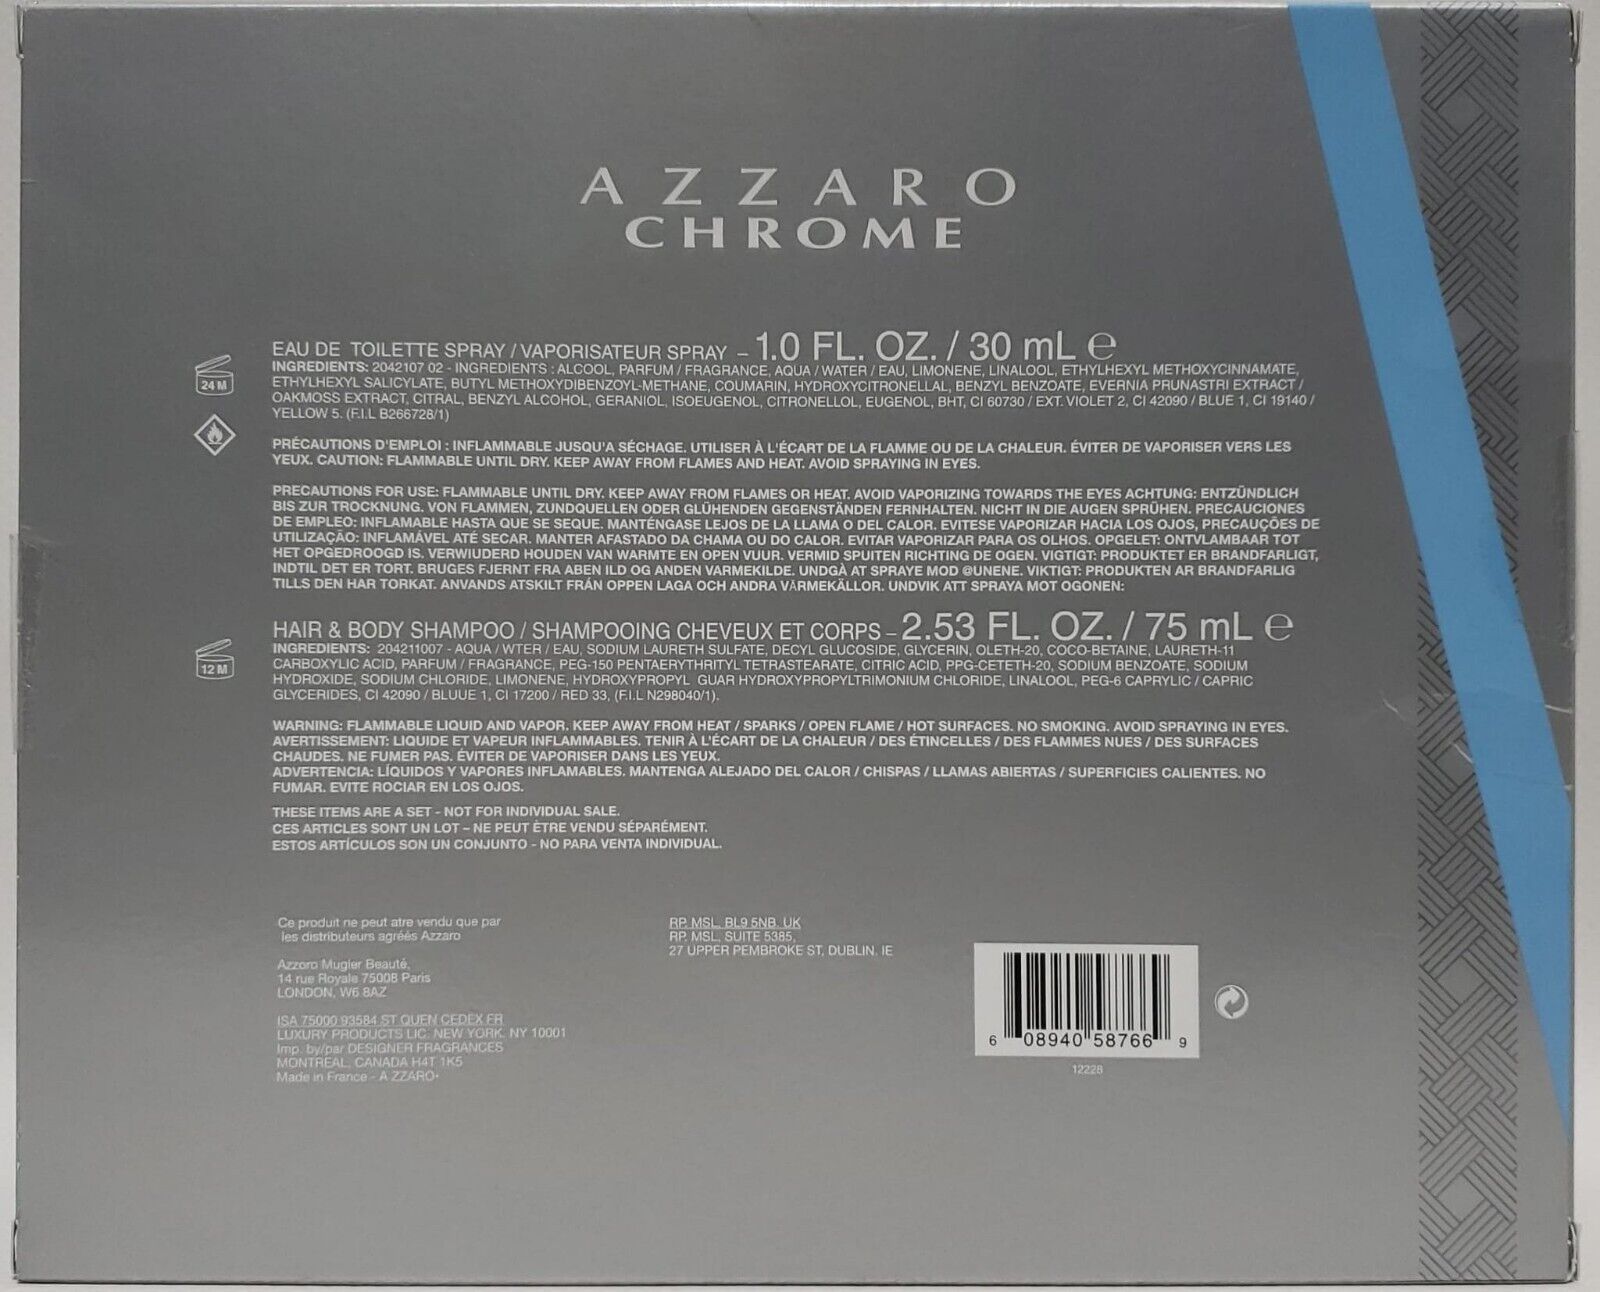 AZZARO
CHROME
EAU DE TOILETTE SPRAY / VAPORISATEUR SPRAY – 1.0 FL. OZ. / 30 mL ℮
24 M
INGREDIENTS: 2042107 02 - INGREDIENTS : ALCOOL, PARFUM / FRAGRANCE, AQUA / WATER / EAU, LIMONENE, LINALOOL, ETHYLHEXYL METHOXYCINNAMATE,
ETHYLHEXYL SALICYLATE, BUTYL METHOXYDIBENZOYL-METHANE, COUMARIN, HYDROXYCITRONELLAL, BENZYL BENZOATE, EVERNIA PRUNASTRI EXTRACT /
OAKMOSS EXTRACT, CITRAL, BENZYL ALCOHOL, GERANIOL, ISOEUGENOL, CITRONELLOL, EUGENOL, BHT, CI 60730 / EXT. VIOLET 2, CI 42090 / BLUE 1, CI 19140 /
YELLOW 5. (F.I.L B266728/1)
PRÉCAUTIONS D'EMPLOI : INFLAMMABLE JUSQU'A SÉCHAGE. UTILISER À L'ÉCART DE LA FLAMME OU DE LA CHALEUR. ÉVITER DE VAPORISER VERS LES
YEUX. CAUTION: FLAMMABLE UNTIL DRY. KEEP AWAY FROM FLAMES AND HEAT. AVOID SPRAYING IN EYES.
PRECAUTIONS FOR USE: FLAMMABLE UNTIL DRY. KEEP AWAY FROM FLAMES OR HEAT. AVOID VAPORIZING TOWARDS THE EYES ACHTUNG: ENTZÜNDLICH
BIS ZUR TROCKNUNG. VON FLAMMEN, ZUNDQUELLEN ODER GLÜHENDEN GEGENSTÄNDEN FERNHALTEN. NICHT IN DIE AUGEN SPRÜHEN. PRECAUCIONES
DE EMPLEO: INFLAMABLE HASTA QUE SE SEQUE. MANTÉNGASE LEJOS DE LA LLAMA O DEL CALOR. EVITESE VAPORIZAR HACIA LOS OJOS, PRECAUÇÕES DE
UTILIZAÇÃO: INFLAMÁVEL ATÉ SECAR. MANTER AFASTADO DA CHAMA OU DO CALOR. EVITAR VAPORIZAR PARA OS OLHOS. OPGELET: ONTVLAMBAAR TOT
HET OPGEDROOGD IS. VERWIUDERD HOUDEN VAN WARMTE EN OPEN VUUR. VERMID SPUITEN RICHTING DE OGEN. VIGTIGT: PRODUKTET ER BRANDFARLIGT,
INDTIL DET ER TORT. BRUGES FJERNT FRA ABEN ILD OG ANDEN VARMEKILDE. UNDGÀ AT SPRAYE MOD @UNENE. VIKTIGT: PRODUKTEN AR BRANDFARLIG
TILLS DEN HAR TORKAT. ANVANDS ATSKILT FRÁN OPPEN LAGA OCH ANDRA VÄRMEKÄLLOR. UNDVIK ATT SPRAYA MOT OGONEN:
HAIR & BODY SHAMPOO / SHAMPOOING CHEVEUX ET CORPS – 2.53 FL. OZ. / 75 mL ℮
12 M
INGREDIENTS: 204211007 - AQUA / WTER / EAU, SODIUM LAURETH SULFATE, DECYL GLUCOSIDE, GLYCERIN, OLETH-20, COCO-BETAINE, LAURETH-11
CARBOXYLIC ACID, PARFUM / FRAGRANCE, PEG-150 PENTAERYTHRITYL TETRASTEARATE, CITRIC ACID, PPG-CETETH-20, SODIUM BENZOATE, SODIUM
HYDROXIDE, SODIUM CHLORIDE, LIMONENE, HYDROXYPROPYL GUAR HYDROXYPROPYLTRIMONIUM CHLORIDE, LINALOOL, PEG-6 CAPRYLIC / CAPRIC
GLYCERIDES, CI 42090 / BLUUE 1, CI 17200 / RED 33, (F.I.L N298040/1).
WARNING: FLAMMABLE LIQUID AND VAPOR. KEEP AWAY FROM HEAT / SPARKS / OPEN FLAME / HOT SURFACES. NO SMOKING. AVOID SPRAYING IN EYES.
AVERTISSEMENT: LIQUIDE ET VAPEUR INFLAMMABLES. TENIR À L'ÉCART DE LA CHALEUR / DES ÉTINCELLES / DES FLAMMES NUES / DES SURFACES
CHAUDES. NE FUMER PAS. ÉVITER DE VAPORISER DANS LES YEUX.
ADVERTENCIA: LÍQUIDOS Y VAPORES INFLAMABLES. MANTENGA ALEJADO DEL CALOR / CHISPAS / LLAMAS ABIERTAS / SUPERFICIES CALIENTES. NO
FUMAR. EVITE ROCIAR EN LOS OJOS.
THESE ITEMS ARE A SET - NOT FOR INDIVIDUAL SALE.
CES ARTICLES SONT UN LOT – NE PEUT ÊTRE VENDU SÉPARÉMENT.
ESTOS ARTÍCULOS SON UN CONJUNTO - NO PARA VENTA INDIVIDUAL.
Ce produit ne peut atre vendu que par
les distributeurs agréés Azzaro
Azzoro Mugler Beauté,
14 rue Royale 75008 Paris
LONDON, W6 8AZ
ISA 75000 93584 ST QUEN CEDEX FR
LUXURY PRODUCTS LIC. NEW YORK, NY 10001
Imp. by/par DESIGNER FRAGRANCES
MONTREAL, CANADA H4T 1K5
Made in France - A ZZARO•
RP. MSL. BL9 5NB. UK
RP. MSL. SUITE 5385,
27 UPPER PEMBROKE ST, DUBLIN. IE
6 08940 58766 9
12228